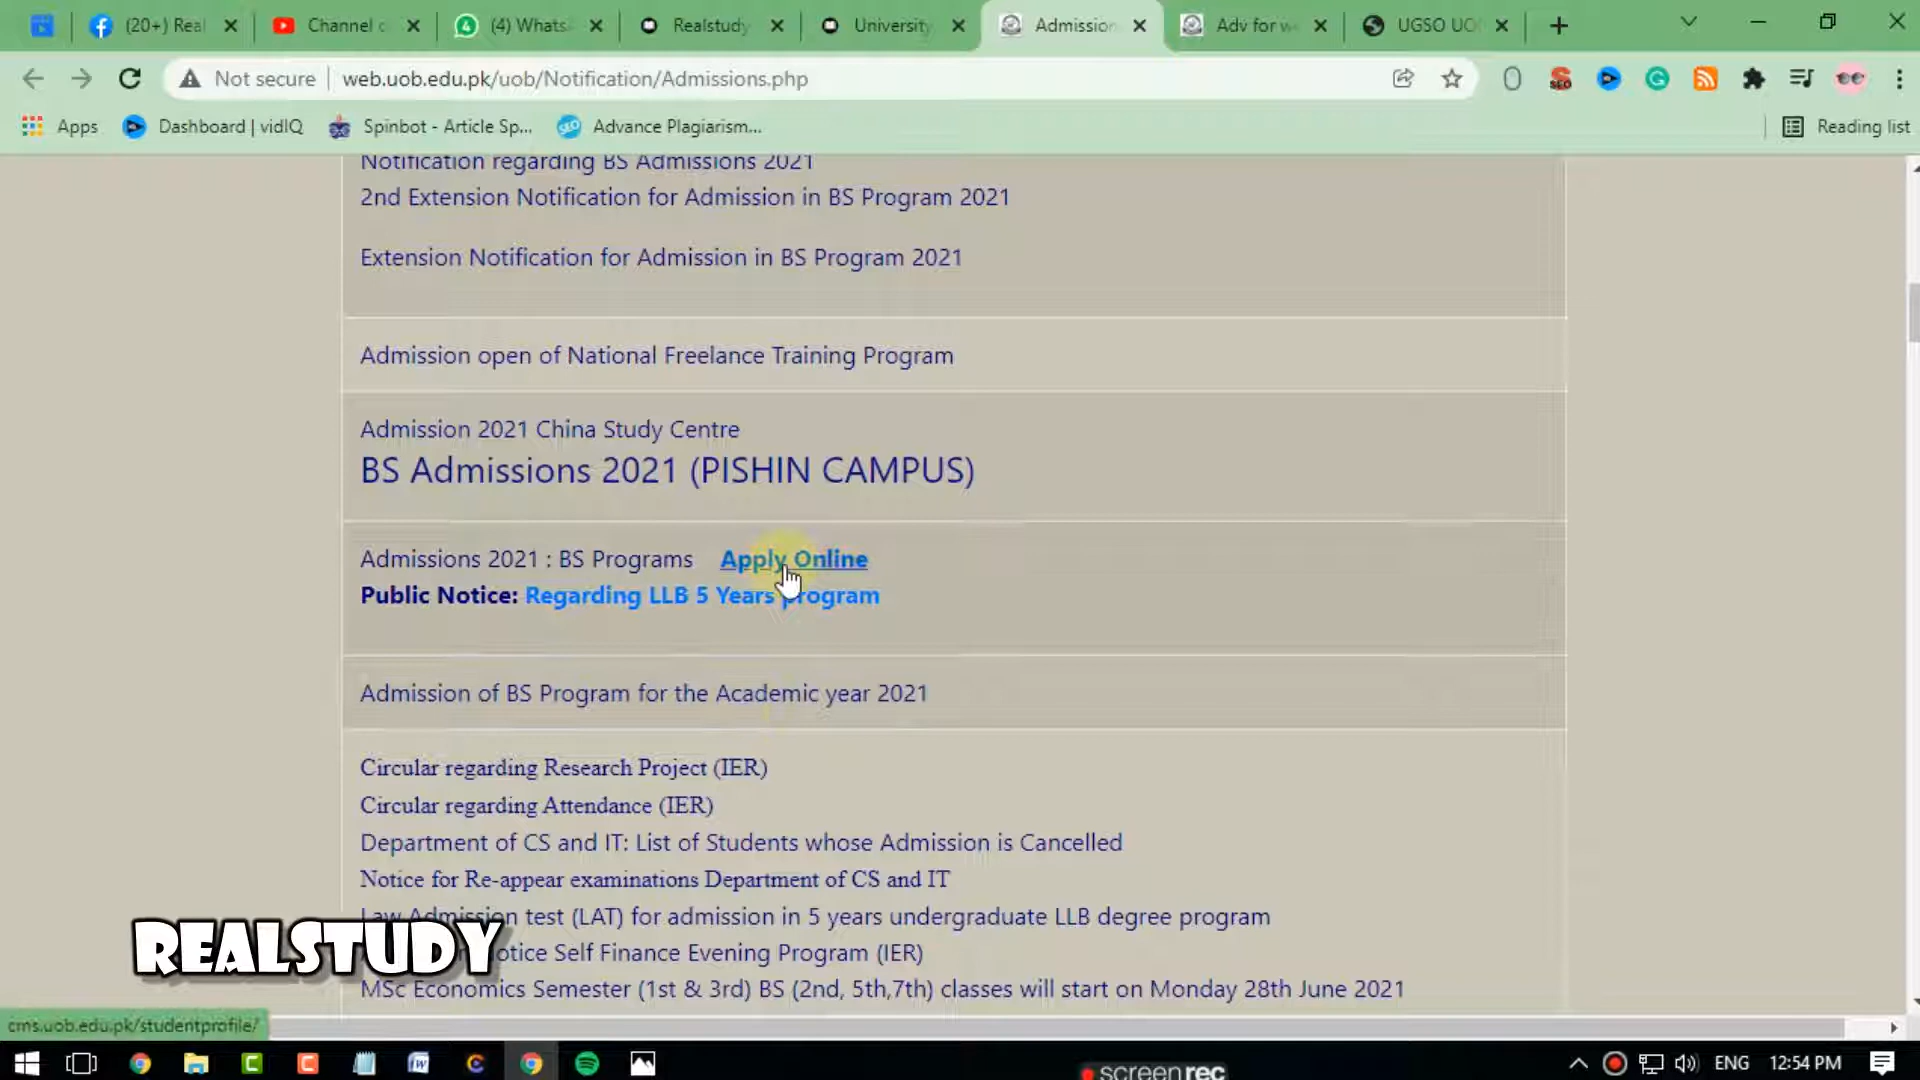 (20+) Real
Channel c
(4) Whats
Realstudy
University
Admission
Adv for we
UGSO UO
Not secure
web.uob.edu.pk/uob/Notification/Admissions.php
Apps
Dashboard | vidIQ
Spinbot - Article Sp...
Advance Plagiarism...
Reading list
Notification regarding BS Admissions 2021
2nd Extension Notification for Admission in BS Program 2021
Extension Notification for Admission in BS Program 2021
Admission open of National Freelance Training Program
Admission 2021 China Study Centre
BS Admissions 2021 (PISHIN CAMPUS)
Admissions 2021 : BS Programs Apply Online
Public Notice: Regarding LLB 5 Years program
Admission of BS Program for the Academic year 2021
Circular regarding Research Project (IER)
Circular regarding Attendance (IER)
Department of CS and IT: List of Students whose Admission is Cancelled
Notice for Re-appear examinations Department of CS and IT
Law Admission test (LAT) for admission in 5 years undergraduate LLB degree program
otice Self Finance Evening Program (IER)
REALSTUDY
MSc Economics Semester (1st & 3rd) BS (2nd, 5th,7th) classes will start on Monday 28th June 2021
cms.uob.edu.pk/studentprofile/
screenrec
ENG
12:54 PM